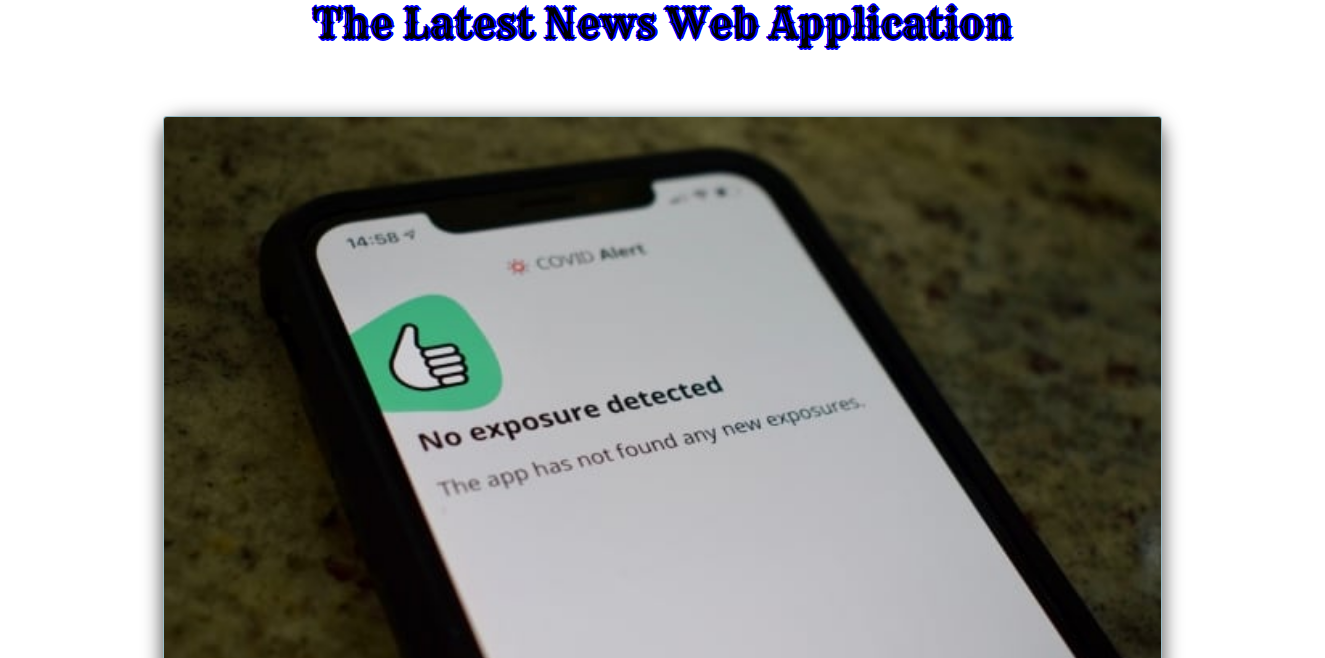 The Latest News Web Application
14:58
COVID Alert
No exposure detected
The app has not found any new exposures.